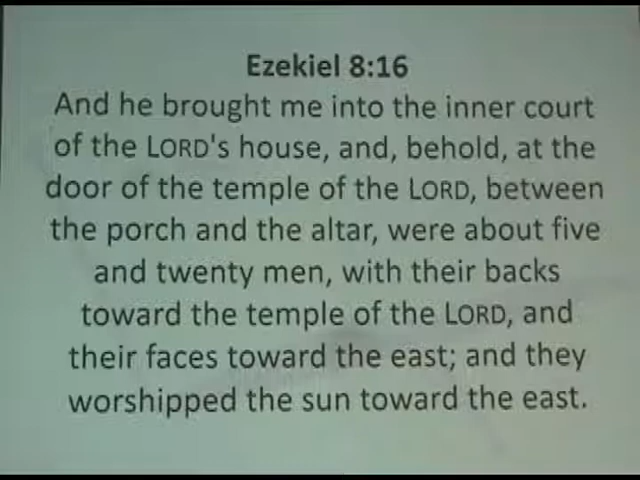 Ezekiel 8:16
And he brought me into the inner court
of the LORD's house, and, behold, at the
door of the temple of the LORD, between
the porch and the altar, were about five
and twenty men, with their backs
toward the temple of the LORD, and
their faces toward the east; and they
worshipped the sun toward the east.